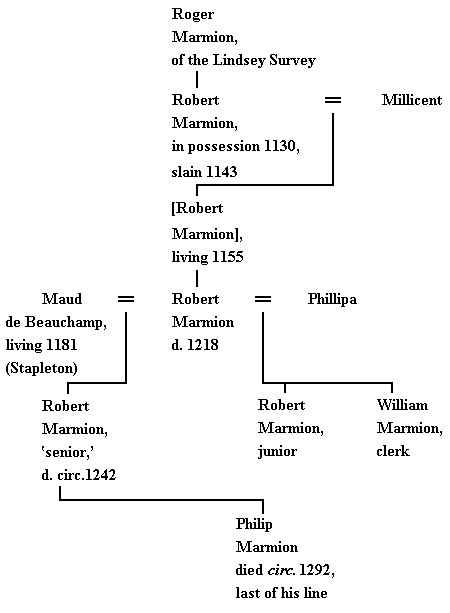 Roger
Marmion,
of the Lindsey Survey
Robert = Millicent
Marmion,
in possession 1130,
slain 1143
[Robert
Marmion],
living 1155
Maud = Robert = Phillipa
de Beauchamp, Marmion
living 1181 d. 1218
(Stapleton)
Robert Robert William
Marmion, Marmion, Marmion,
'senior,' junior clerk
d. circ.1242
Philip
Marmion
died circ. 1292,
last of his line